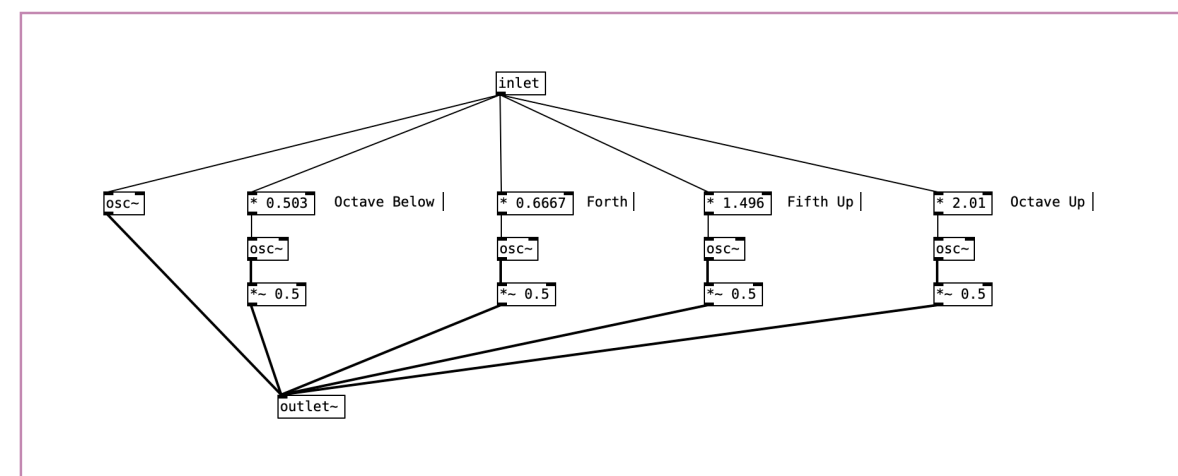 inlet
osc~
* 0.503 Octave Below
* 0.6667 Forth
* 1.496 Fifth Up
* 2.01 Octave Up
osc~
osc~
osc~
osc~
*~ 0.5
*~ 0.5
*~ 0.5
*~ 0.5
outlet~